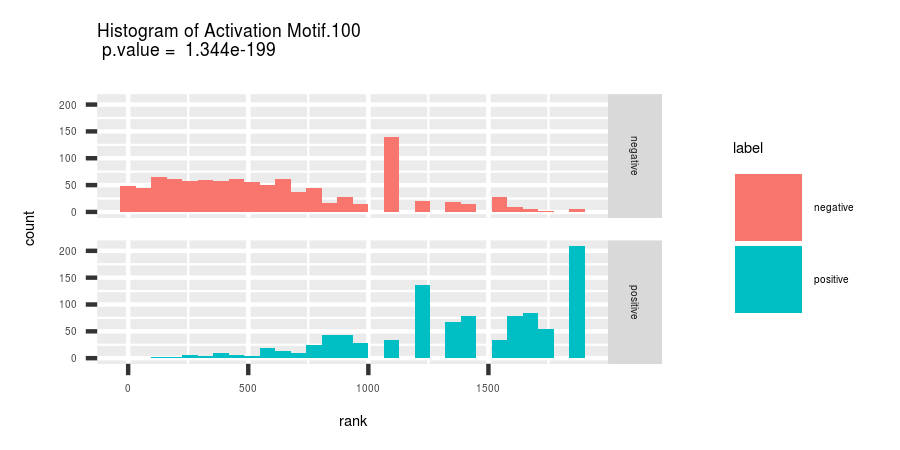 Histogram of Activation Motif.100
p.value = 1.344e-199
200
150
100
50
0
negative
200
150
100
50
0
positive
0
500
1000
1500
rank
count
label
negative
positive